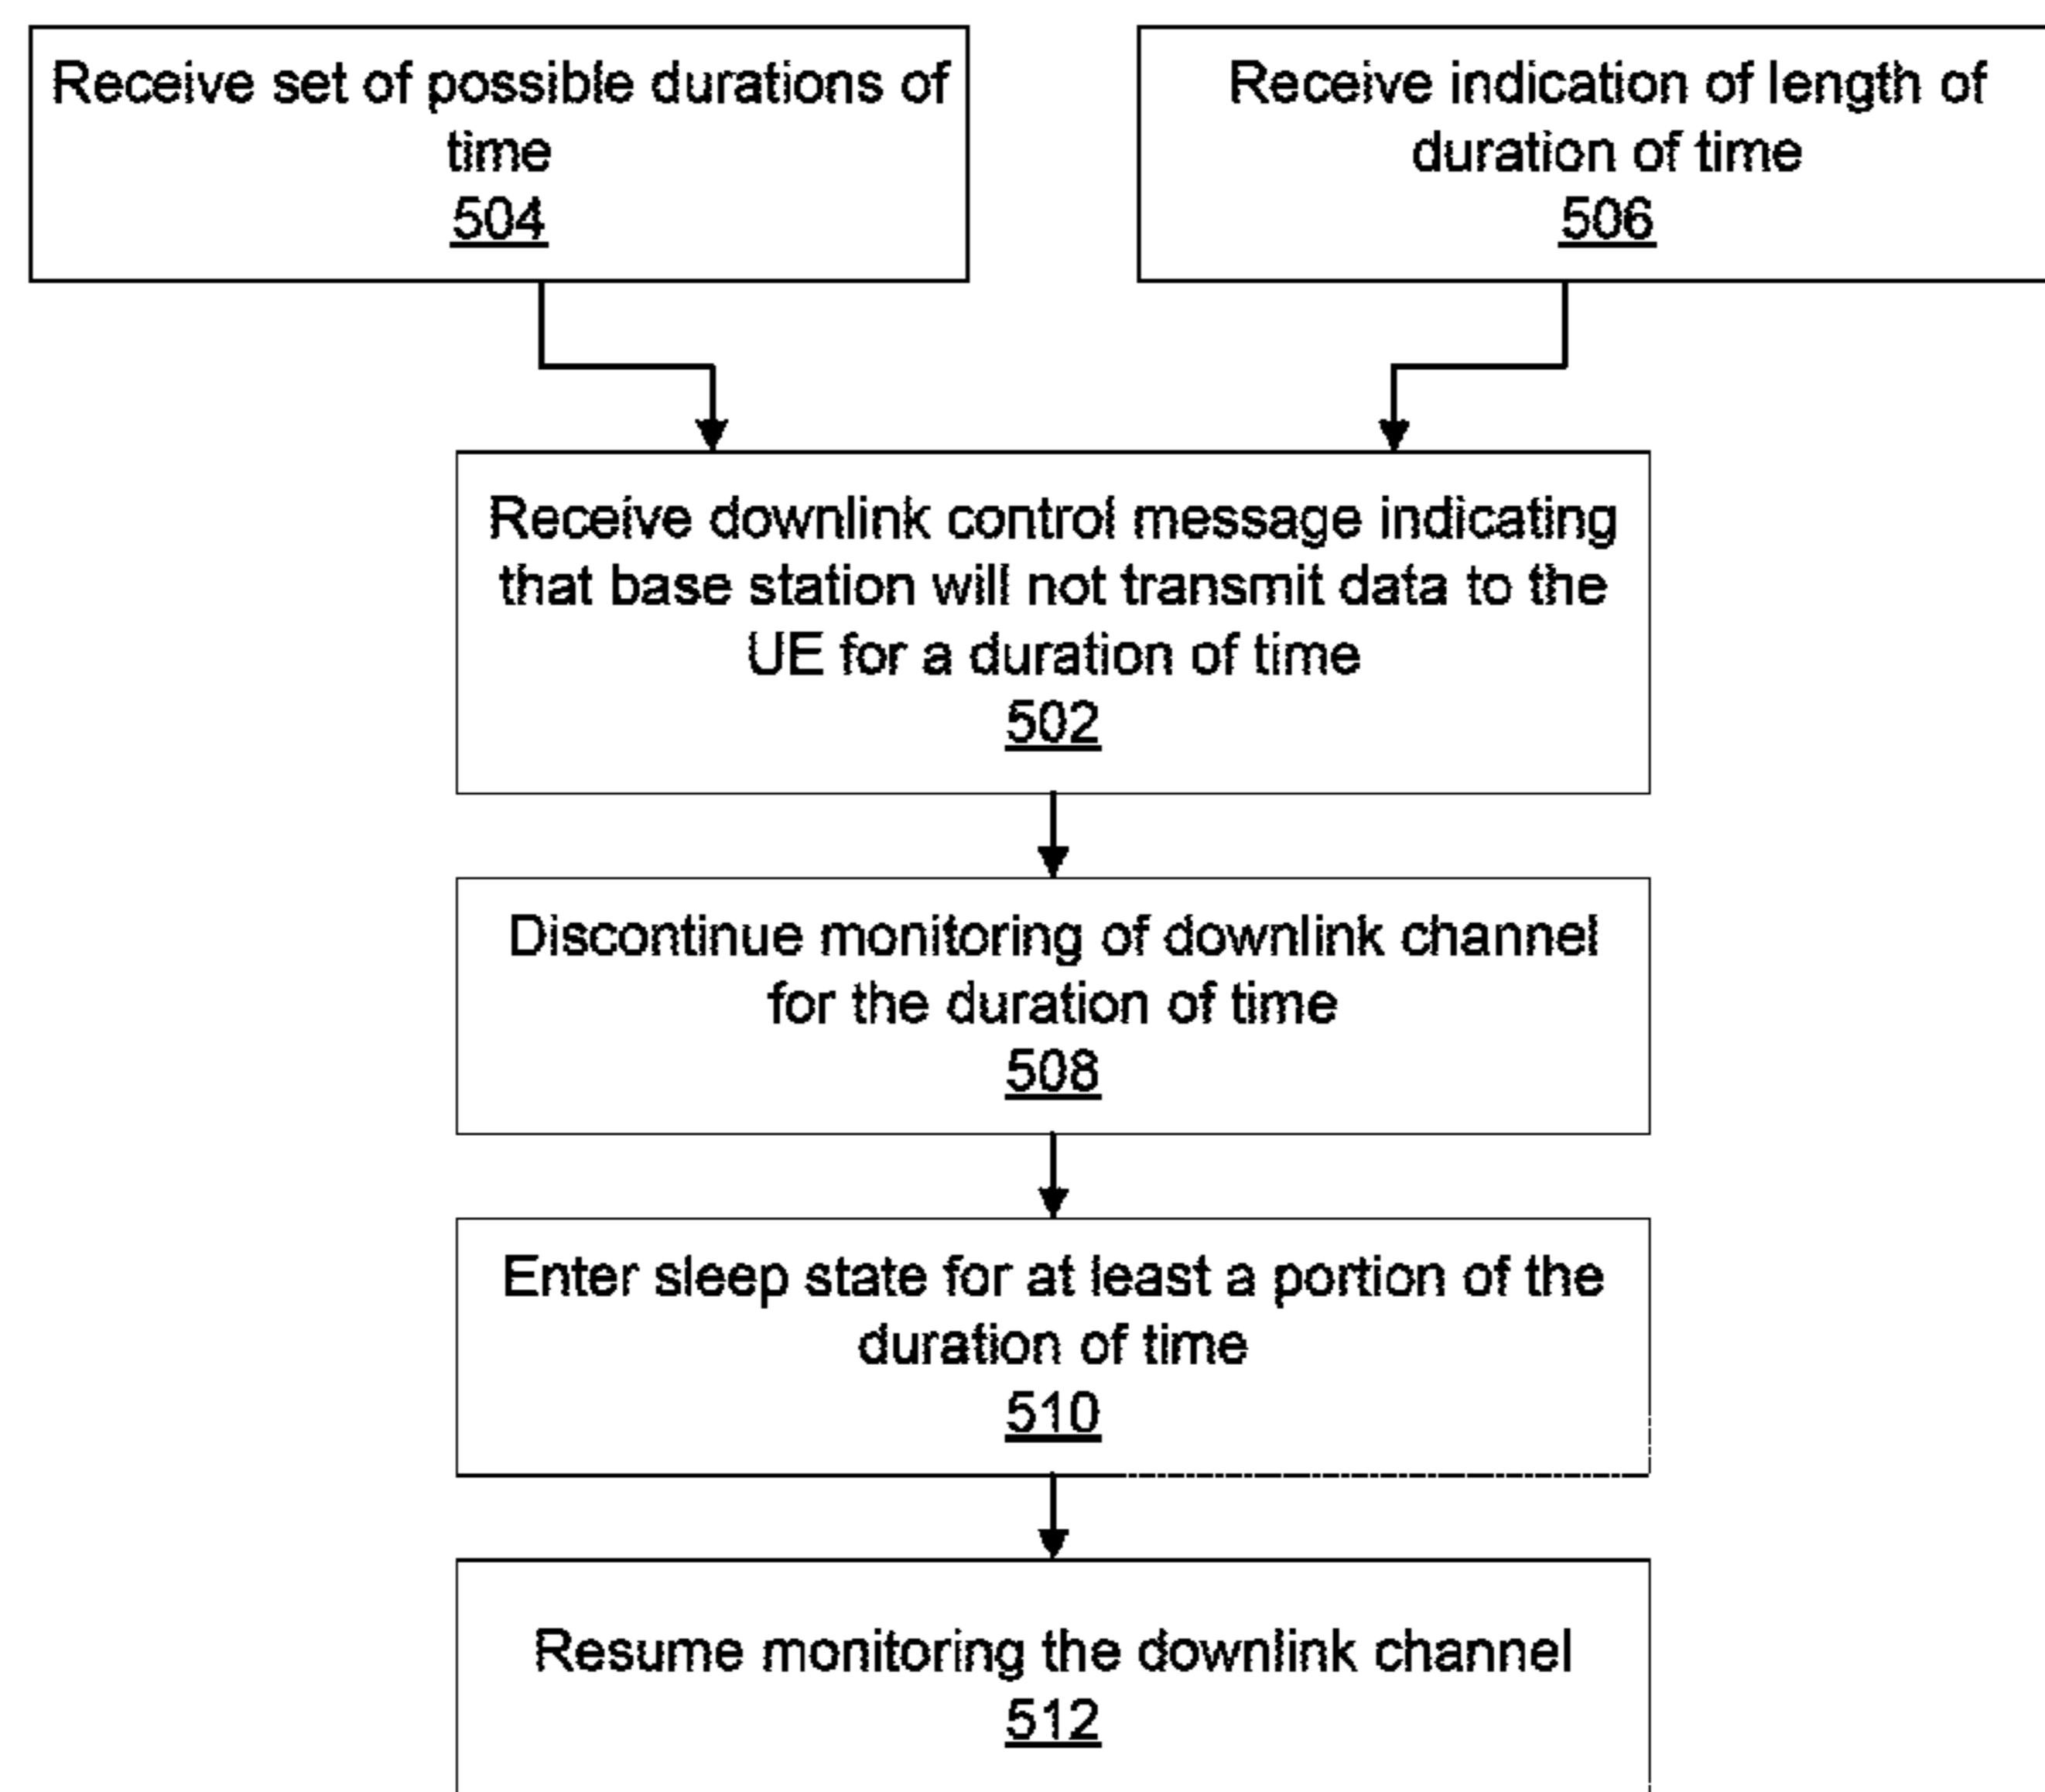 Receive set of possible durations of
time
504
Receive indication of length of
duration of time
506
Receive downlink control message indicating
that base station will not transmit data to the
UE for a duration of time
502
Discontinue monitoring of downlink channel
for the duration of time
508
Enter sleep state for at least a portion of the
duration of time
510
Resume monitoring the downlink channel
512